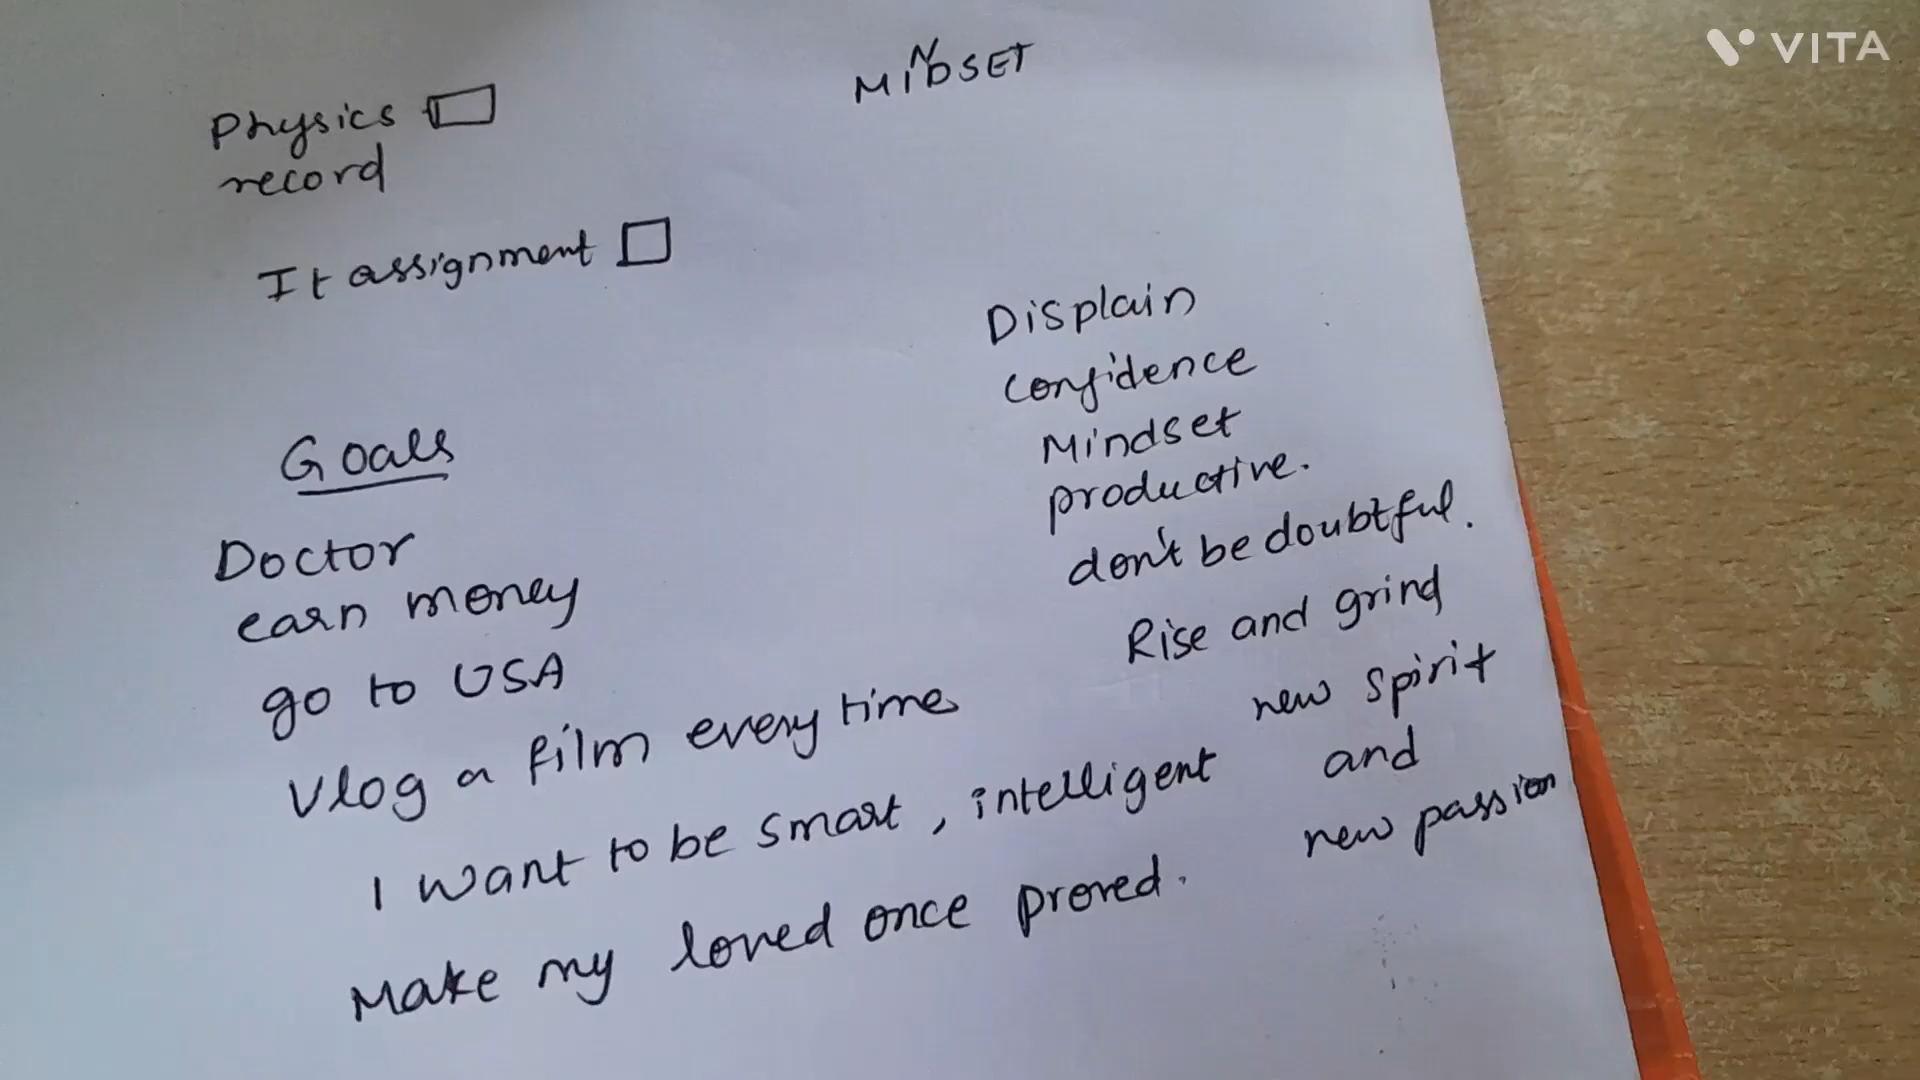 VITA
MINDSET
Physics
record
It assignment
Displain
confidence
Mindset
productive.
don't be doubtful.
Rise and grind
new spirit
and
new passion
Goals
Doctor
earn money
go to USA
Vlog a film every time
I want to be smart, intelligent
Make my loved once proved.